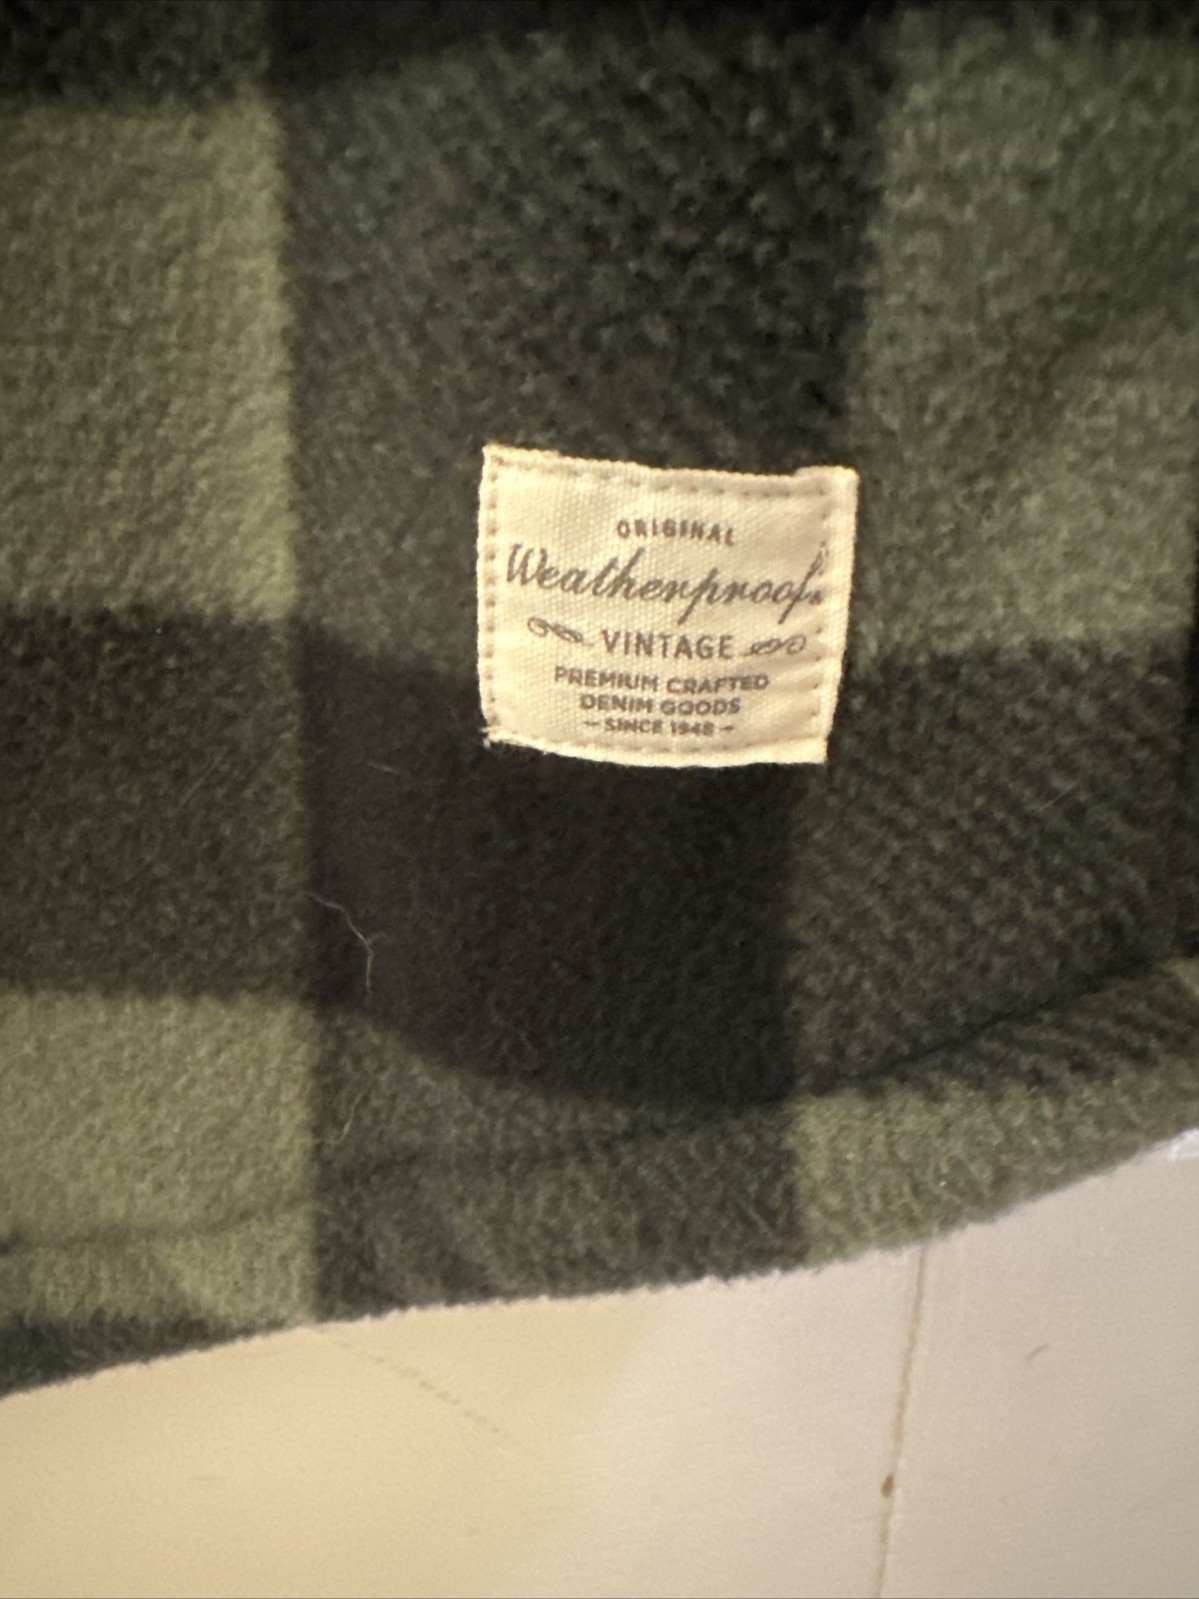 ORIGINAL
Weatherproof®
VINTAGE
PREMIUM CRAFTED
DENIM GOODS
– SINCE 1948 –